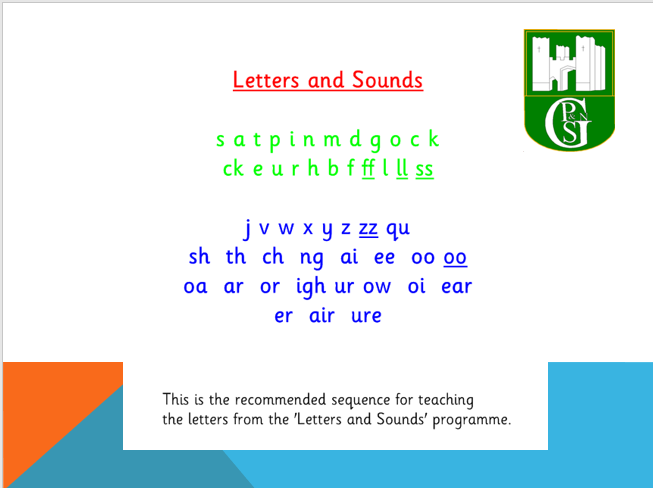 Letters and Sounds
s a t p i n m d g o c k
ck e u r h b f ff l ll ss
j v w x y z zz qu
sh th ch ng ai ee oo oo
oa ar or igh ur ow oi ear
er air ure
This is the recommended sequence for teaching
the letters from the 'Letters and Sounds' programme.